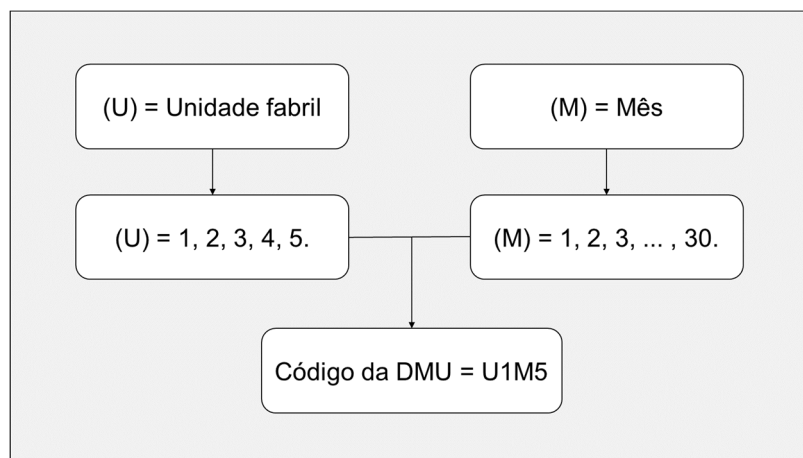 (U) = Unidade fabril
(M) = Mês
(U) = 1, 2, 3, 4, 5.
(M) = 1, 2, 3, ... , 30.
Código da DMU = U1M5